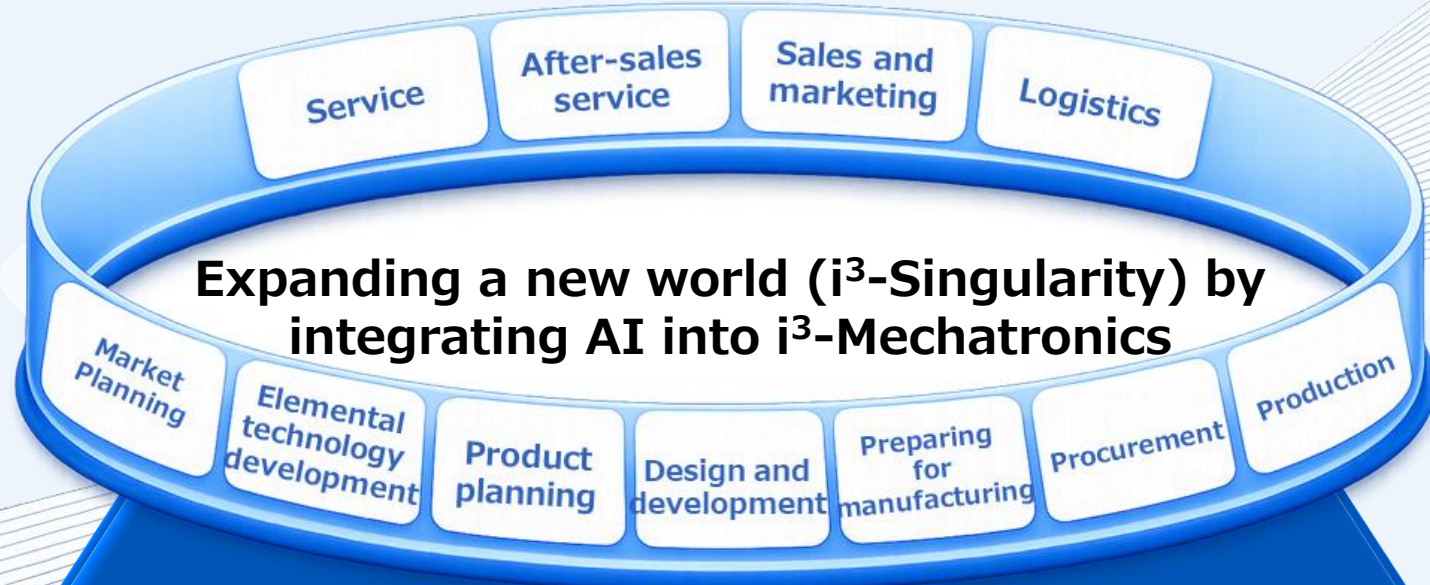 Service
After-sales
service
Sales and
marketing
Logistics
Expanding a new world (i³-Singularity) by
integrating AI into i³-Mechatronics
Market
Planning
Elemental
technology
development
Product
planning
Design and
development
Preparing
for
manufacturing
Procurement
Production